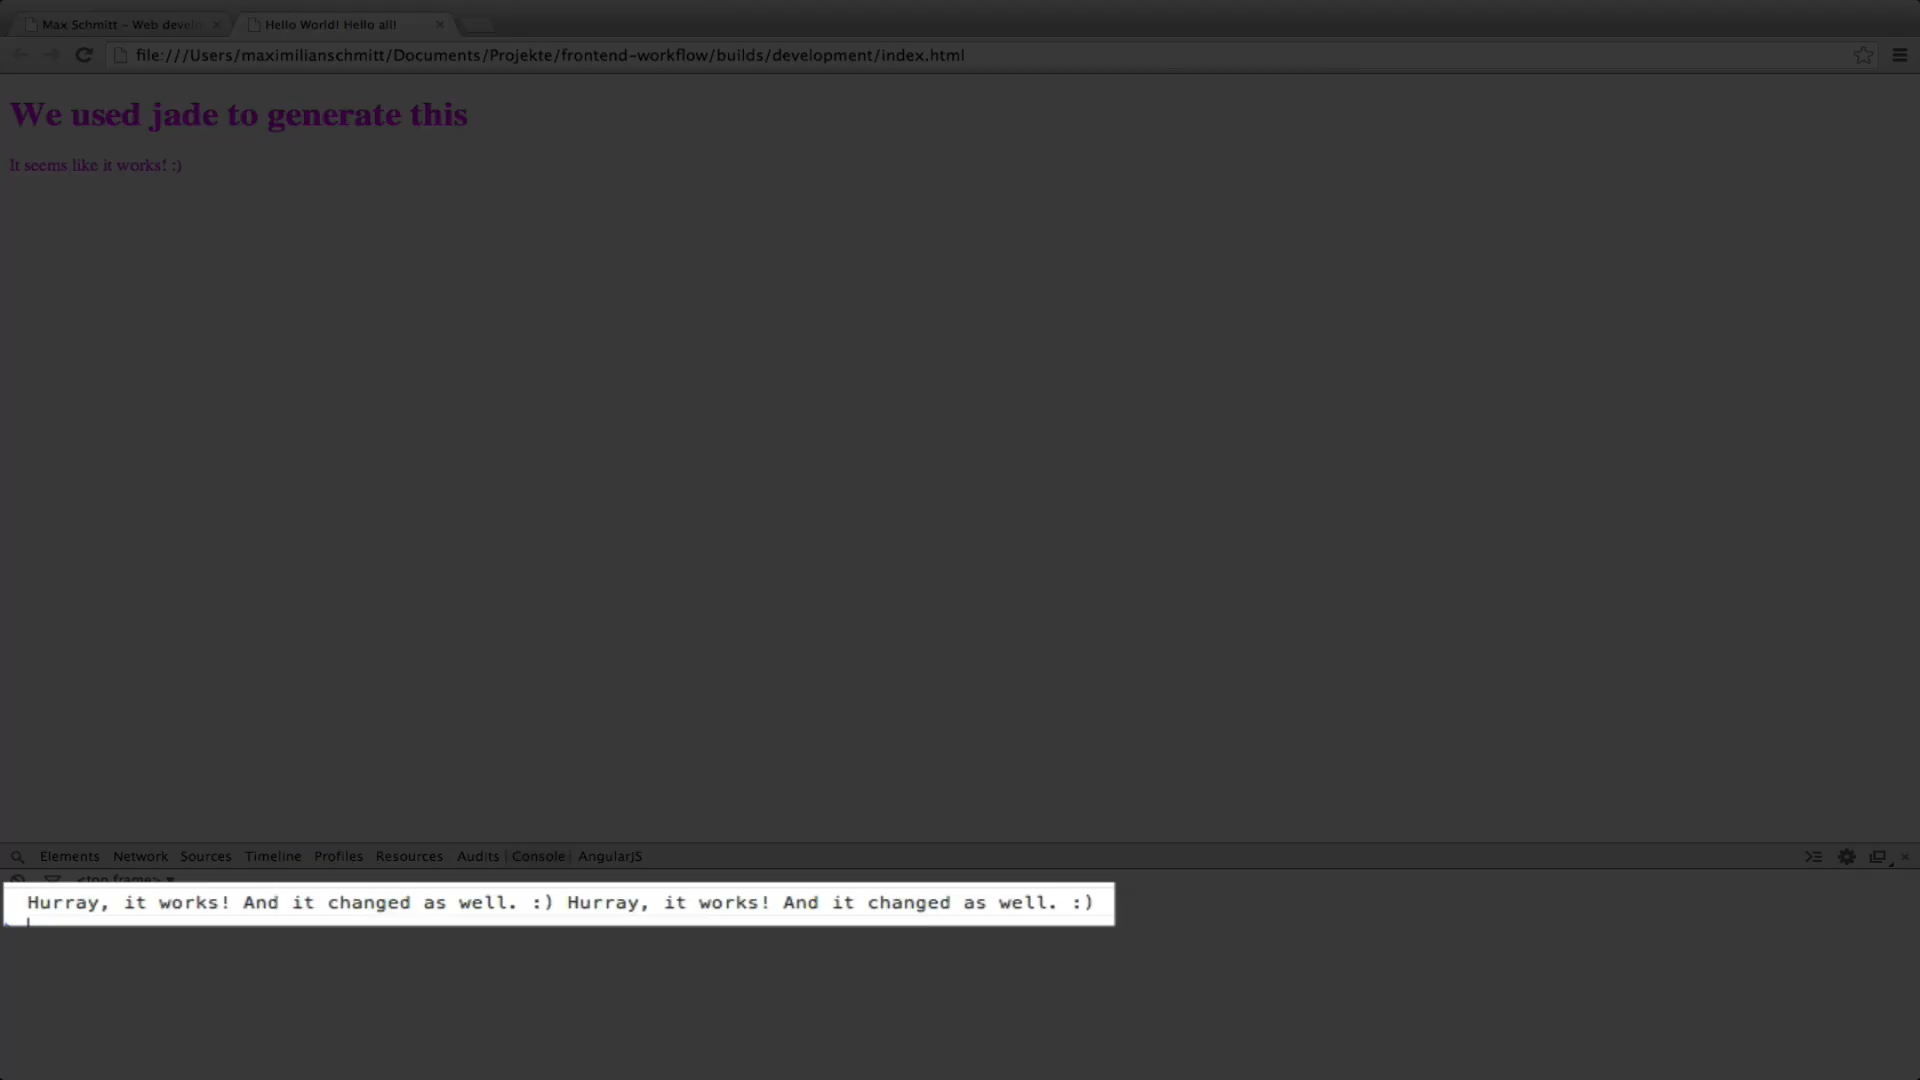 Max Schmitt – Web develo
Hello World! Hello all!
file:///Users/maximilianschmitt/Documents/Projekte/frontend-workflow/builds/development/index.html
We used jade to generate this
It seems like it works! :)
Elements Network Sources Timeline Profiles Resources Audits Console AngularJS
<top frame>
Hurray, it works! And it changed as well. :) Hurray, it works! And it changed as well. :)